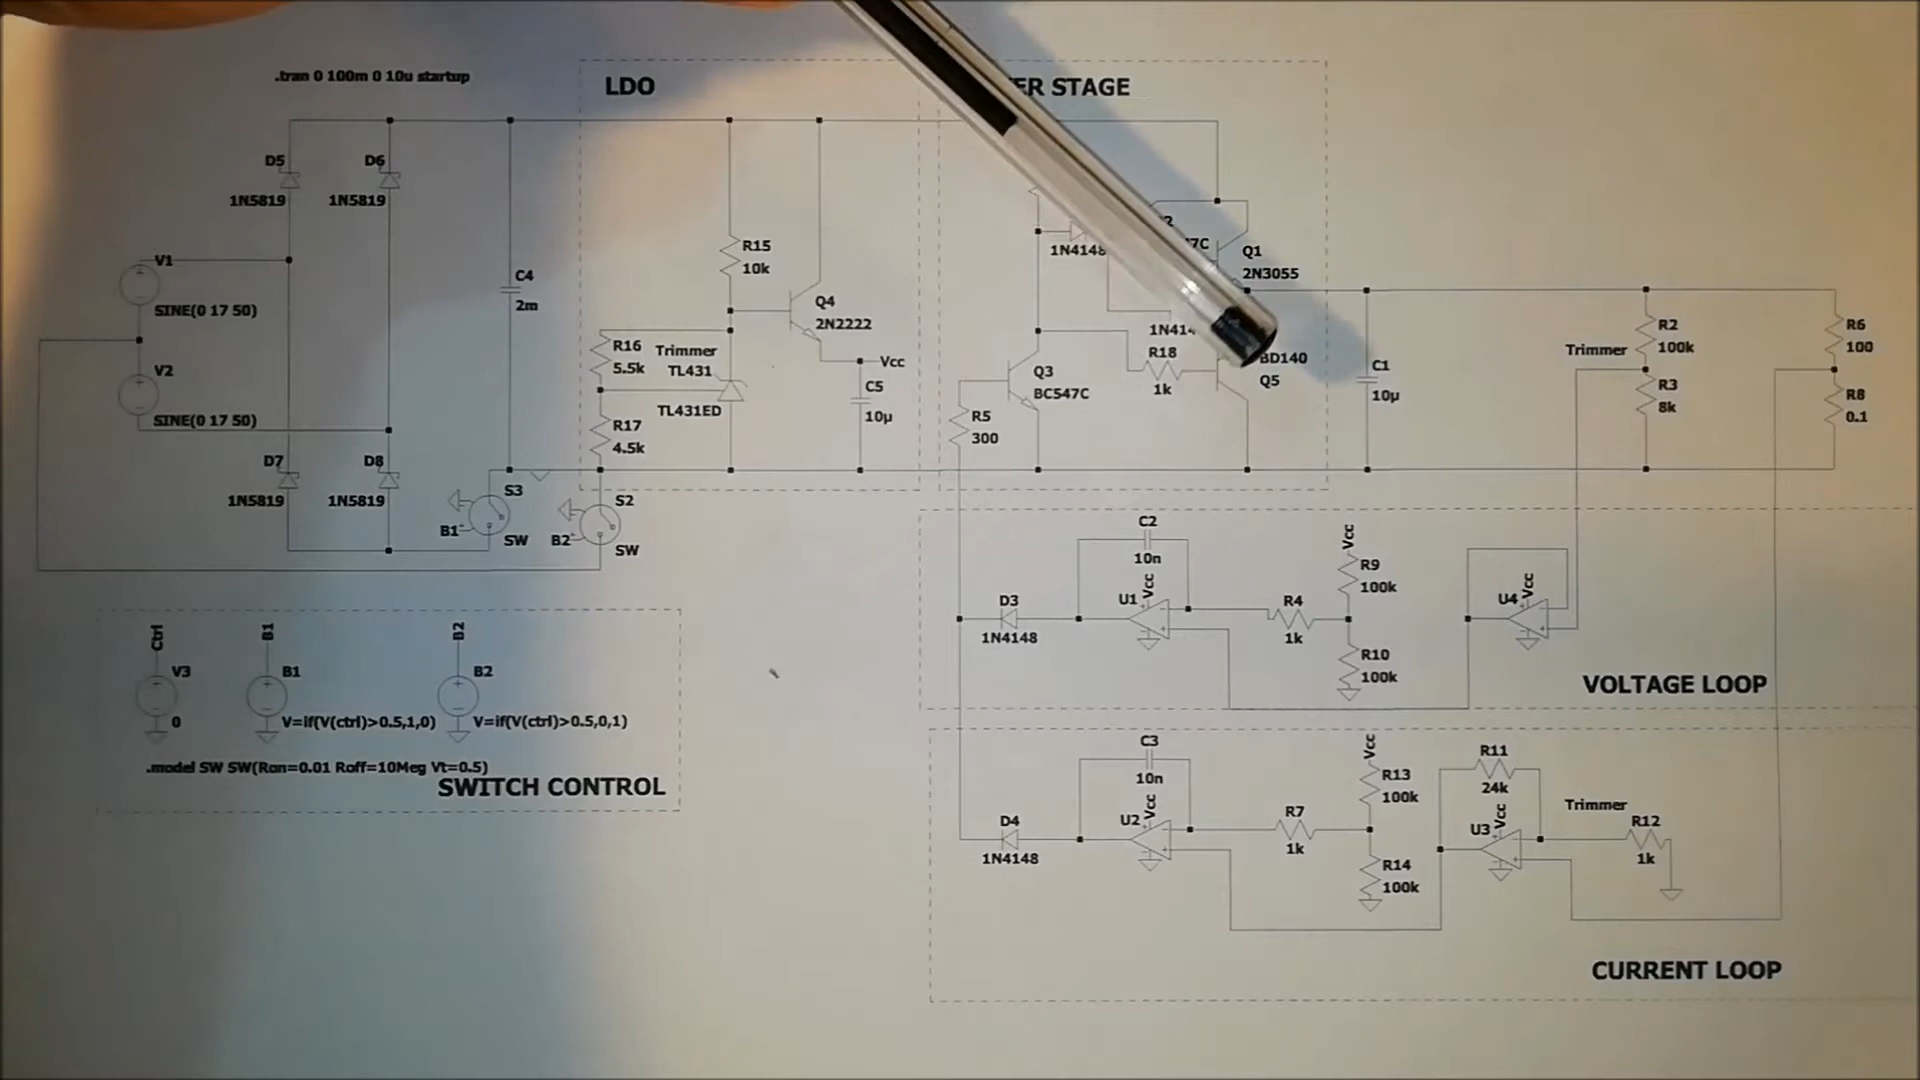 .tran 0 100m 0 10u startup
LDO
ER STAGE
D5
1N5819
D6
1N5819
V1
SINE(0 17 50)
V2
SINE(0 17 50)
D7
1N5819
D8
1N5819
C4
2m
R15
10k
Q4
2N2222
R16
5.5k
Trimmer
TL431
TL431ED
R17
4.5k
Vcc
C5
10µ
S3
B1
SW
S2
B2
SW
1N4148
7C
Q1
2N3055
1N414
R18
1k
BD140
Q5
Q3
BC547C
R5
300
C1
10µ
Trimmer
R2
100k
R3
8k
R6
100
R8
0.1
C2
10n
Vcc
U1
D3
1N4148
R4
1k
Vcc
R9
100k
R10
100k
U4
Vcc
VOLTAGE LOOP
Ctrl
V3
0
B1
B1
V=if(V(ctrl)>0.5,1,0)
B2
B2
V=if(V(ctrl)>0.5,0,1)
.model SW SW(Ron=0.01 Roff=10Meg Vt=0.5)
SWITCH CONTROL
C3
10n
Vcc
U2
D4
1N4148
R7
1k
Vcc
R13
100k
R14
100k
R11
24k
Vcc
U3
Trimmer
R12
1k
CURRENT LOOP